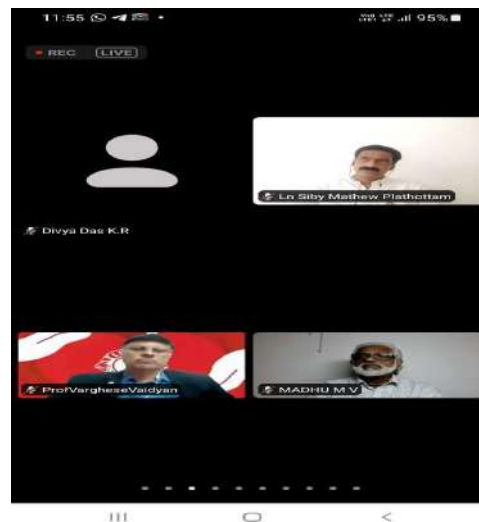 11:55
95%
REC LIVE
Ln Siby Mathew Plathottam
Divya Das K.R
ProfVargheseVaidyan
MADHU M V